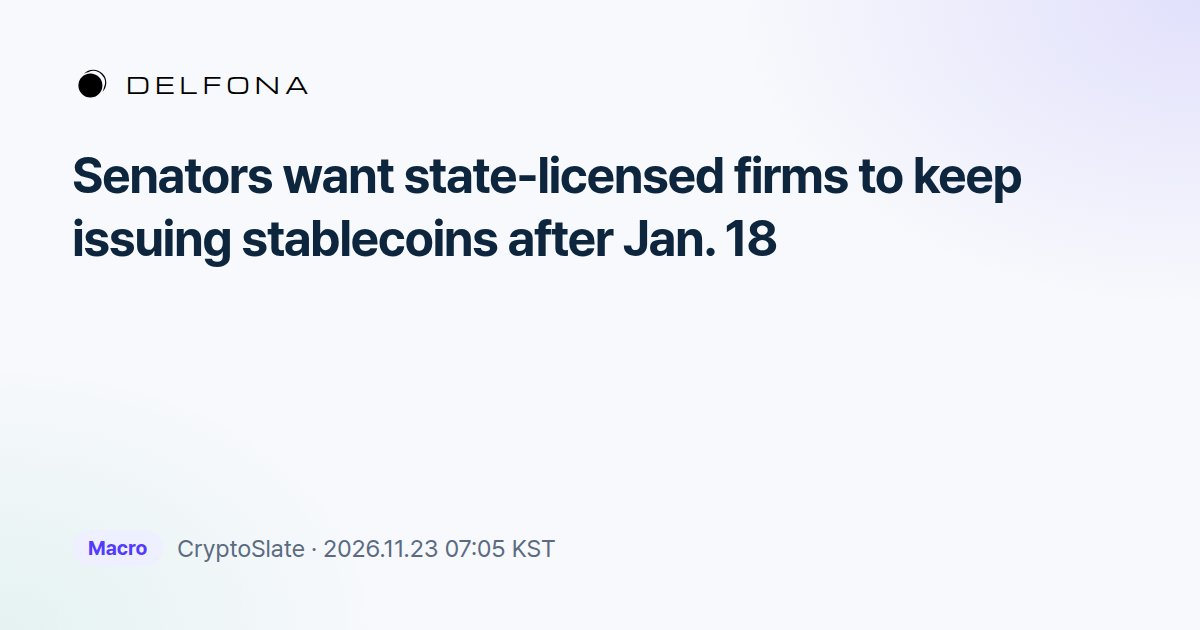 DELFONA
Senators want state-licensed firms to keep
issuing stablecoins after Jan. 18
Macro CryptoSlate · 2026.11.23 07:05 KST